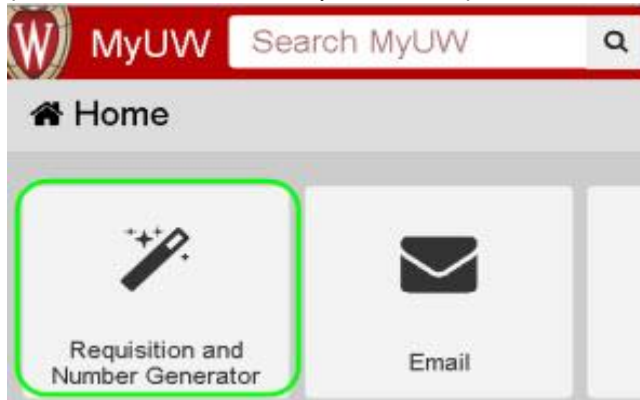 W MyUW Search MyUW
Home
Requisition and
Number Generator
Email